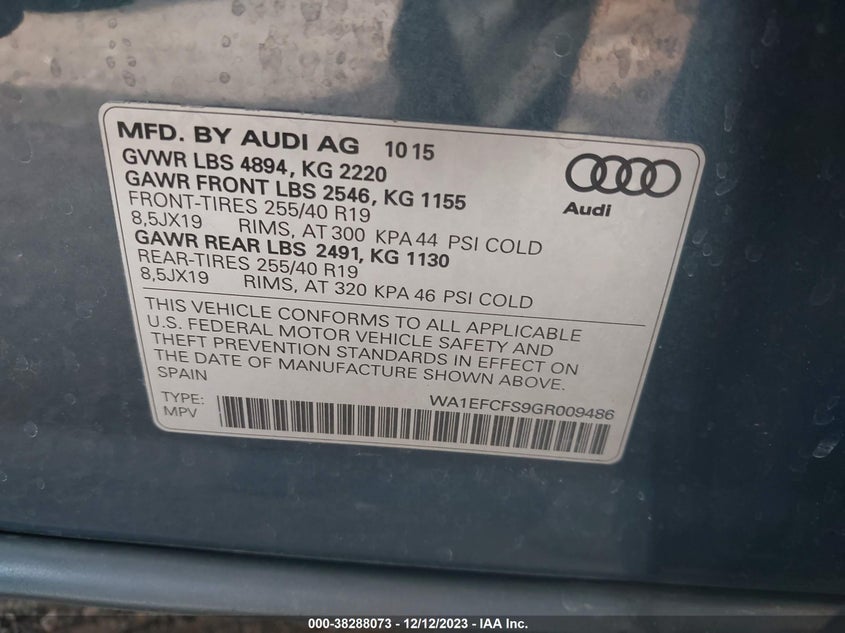 MFD. BY AUDI AG 10 15
GVWR LBS 4894, KG 2220
GAWR FRONT LBS 2546, KG 1155
FRONT-TIRES 255/40 R19
8,5JX19 RIMS, AT 300 KPA 44 PSI COLD
GAWR REAR LBS 2491, KG 1130
REAR-TIRES 255/40 R19
8,5JX19 RIMS, AT 320 KPA 46 PSI COLD
Audi
THIS VEHICLE CONFORMS TO ALL APPLICABLE
U.S. FEDERAL MOTOR VEHICLE SAFETY AND
THEFT PREVENTION STANDARDS IN EFFECT ON
THE DATE OF MANUFACTURE SHOWN ABOVE.
SPAIN
WA1EFCFS9GR009486
TYPE:
MPV
000-38288073 - 12/12/2023 - IAA Inc.